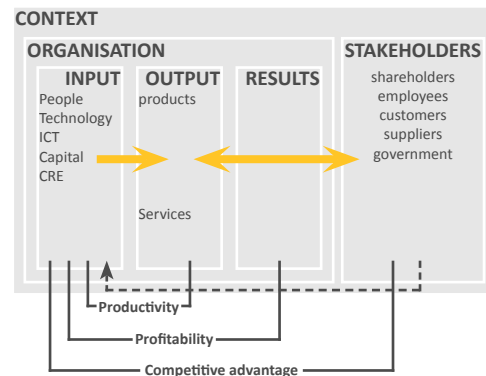 CONTEXT
ORGANISATION
STAKEHOLDERS
INPUT
People
Technology
ICT
Capital
CRE
OUTPUT
products
Services
RESULTS
shareholders
employees
customers
suppliers
government
Productivity
Profitability
Competitive advantage